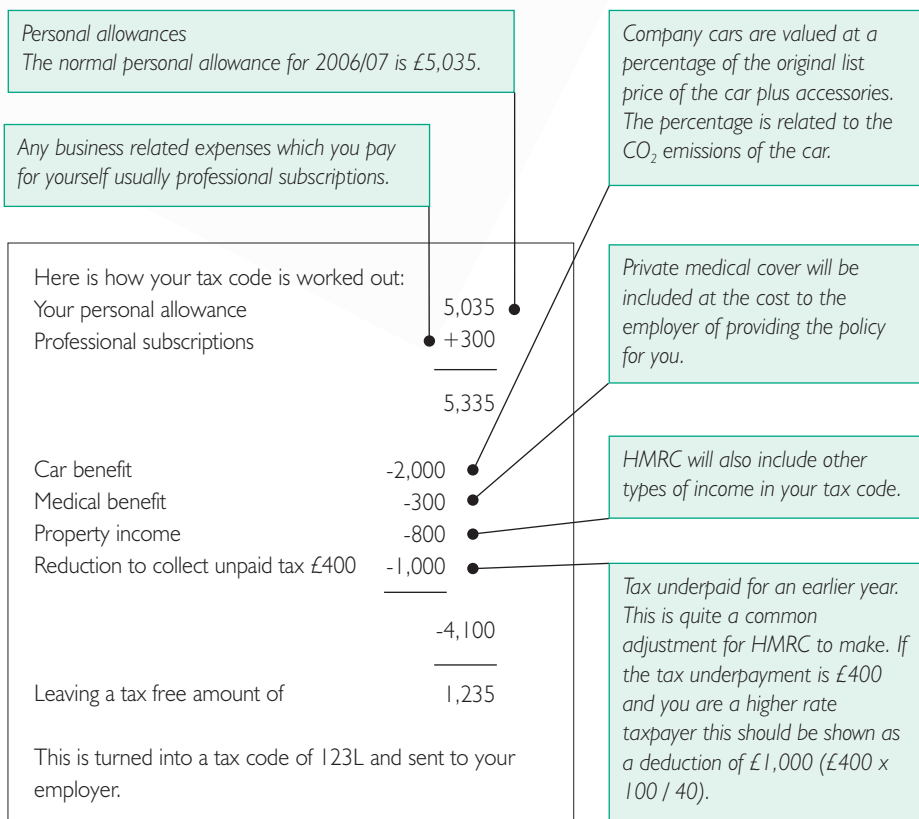 Personal allowances
The normal personal allowance for 2006/07 is £5,035.
Any business related expenses which you pay
for yourself usually professional subscriptions.
Company cars are valued at a
percentage of the original list
price of the car plus accessories.
The percentage is related to the
CO₂ emissions of the car.
Here is how your tax code is worked out:
Your personal allowance 5,035
Professional subscriptions +300
5,335
Car benefit -2,000
Medical benefit -300
Property income -800
Reduction to collect unpaid tax £400 -1,000
-4,100
Leaving a tax free amount of 1,235
This is turned into a tax code of 123L and sent to your
employer.
Private medical cover will be
included at the cost to the
employer of providing the policy
for you.
HMRC will also include other
types of income in your tax code.
Tax underpaid for an earlier year.
This is quite a common
adjustment for HMRC to make. If
the tax underpayment is £400
and you are a higher rate
taxpayer this should be shown as
a deduction of £1,000 (£400 x
100 / 40).